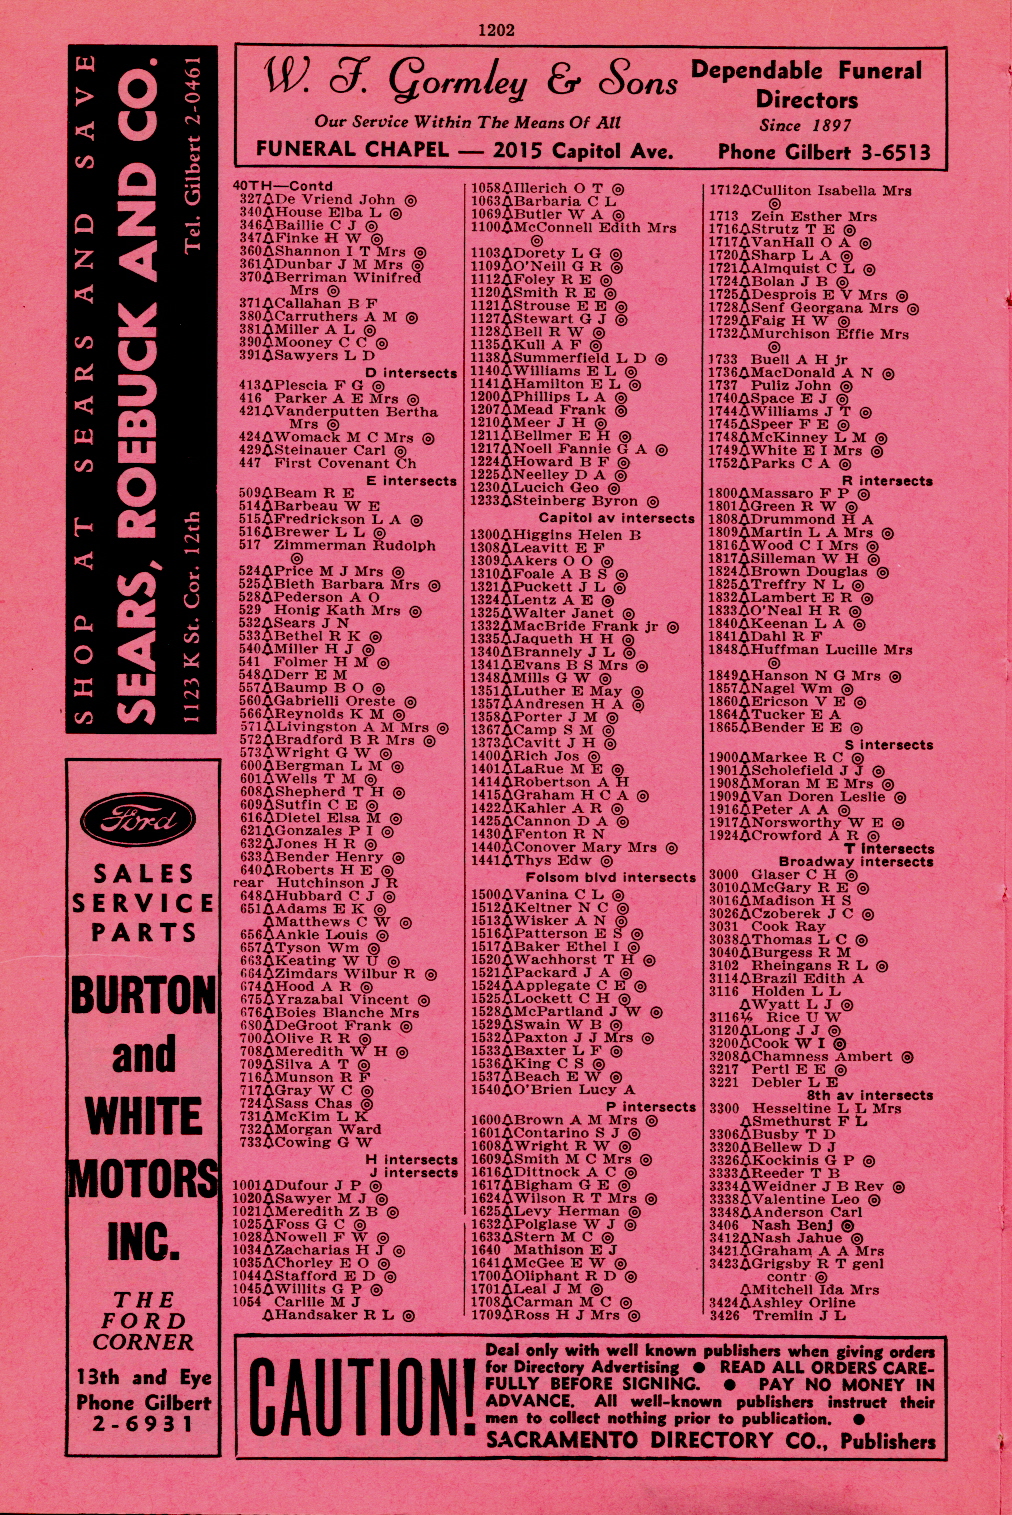 1202
SHOP AT SEARS AND SAVE
SEARS, ROEBUCK AND CO.
1123 K St. Cor. 12th Tel. Gilbert 2-0461
Ford
SALES
SERVICE
PARTS
BURTON
and
WHITE
MOTORS
INC.
THE
FORD
CORNER
13th and Eye
Phone Gilbert
2-6931
W. F. Gormley & Sons
Our Service Within The Means Of All
FUNERAL CHAPEL — 2015 Capitol Ave.
Dependable Funeral
Directors
Since 1897
Phone Gilbert 3-6513
40TH—Contd
327△De Vriend John ◎
340△House Elba L ◎
346△Baillie C J ◎
347△Finke H W ◎
360△Shannon I T Mrs ◎
361△Dunbar J M Mrs ◎
370△Berriman Winifred
Mrs ◎
371△Callahan B F
380△Carruthers A M ◎
381△Miller A L ◎
390△Mooney C C ◎
391△Sawyers L D
D intersects
413△Plescia F G ◎
416 Parker A E Mrs ◎
421△Vanderputten Bertha
Mrs ◎
424△Womack M C Mrs ◎
429△Steinauer Carl ◎
447 First Covenant Ch
E intersects
509△Beam R E
514△Barbeau W E
515△Fredrickson L A ◎
516△Brewer L L ◎
517 Zimmerman Rudolph
◎
524△Price M J Mrs ◎
525△Bieth Barbara Mrs ◎
528△Pederson A O
529 Honig Kath Mrs ◎
532△Sears J N
533△Bethel R K ◎
540△Miller H J ◎
541 Folmer H M ◎
548△Derr E M
557△Baump B O ◎
560△Gabrielli Oreste ◎
566△Reynolds K M ◎
571△Livingston A M Mrs ◎
572△Bradford B R Mrs ◎
573△Wright G W ◎
600△Bergman L M ◎
601△Wells T M ◎
608△Shepherd T H ◎
609△Sutfin C E ◎
616△Dietel Elsa M ◎
621△Gonzales P I ◎
632△Jones H R ◎
633△Bender Henry ◎
640△Roberts H E ◎
rear Hutchinson J R
648△Hubbard C J ◎
651△Adams E K ◎
△Matthews C W ◎
656△Ankle Louis ◎
657△Tyson Wm ◎
663△Keating W U ◎
664△Zimdars Wilbur R ◎
674△Hood A R ◎
675△Yrazabal Vincent ◎
676△Boies Blanche Mrs
680△DeGroot Frank ◎
700△Olive R R ◎
708△Meredith W H ◎
709△Silva A T ◎
716△Munson R F
717△Gray W C ◎
724△Sass Chas ◎
731△McKim L K
732△Morgan Ward
733△Cowing G W
H intersects
J intersects
1001△Dufour J P ◎
1020△Sawyer M J ◎
1021△Meredith Z B ◎
1025△Foss G C ◎
1028△Nowell F W ◎
1034△Zacharias H J ◎
1035△Chorley E O ◎
1044△Stafford E D ◎
1045△Willits G P ◎
1054 Carlile M J
△Handsaker R L ◎
1058△Illerich O T ◎
1063△Barbaria C L
1069△Butler W A ◎
1100△McConnell Edith Mrs
◎
1103△Dorety L G ◎
1109△O'Neill G R ◎
1112△Foley R E ◎
1120△Smith R E ◎
1121△Strouse E E ◎
1127△Stewart G J ◎
1128△Bell R W ◎
1135△Kull A F ◎
1138△Summerfield L D ◎
1140△Williams E L ◎
1141△Hamilton E L ◎
1200△Phillips L A ◎
1207△Mead Frank ◎
1210△Meer J H ◎
1211△Bellmer E H ◎
1217△Noell Fannie G A ◎
1224△Howard B F ◎
1225△Neelley D A ◎
1230△Lucich Geo ◎
1233△Steinberg Byron ◎
Capitol av intersects
1300△Higgins Helen B
1308△Leavitt E F
1309△Akers O O ◎
1310△Foale A B S ◎
1321△Puckett J L ◎
1324△Lentz A E ◎
1325△Walter Janet ◎
1332△MacBride Frank jr ◎
1335△Jaqueth H H ◎
1340△Brannely J L ◎
1341△Evans B S Mrs ◎
1348△Mills G W ◎
1351△Luther E May ◎
1357△Andresen H A ◎
1358△Porter J M ◎
1367△Camp S M ◎
1373△Cavitt J H ◎
1400△Rich Jos ◎
1401△LaRue M E ◎
1414△Robertson A H
1415△Graham H C A ◎
1422△Kahler A R ◎
1425△Cannon D A ◎
1430△Fenton R N
1440△Conover Mary Mrs ◎
1441△Thys Edw ◎
Folsom blvd intersects
1500△Vanina C L ◎
1512△Keltner N C ◎
1513△Wisker A N ◎
1516△Patterson E S ◎
1517△Baker Ethel I ◎
1520△Wachhorst T H ◎
1521△Packard J A ◎
1524△Applegate C E ◎
1525△Lockett C H ◎
1528△McPartland J W ◎
1529△Swain W B ◎
1532△Paxton J J Mrs ◎
1533△Baxter L F ◎
1536△King C S ◎
1537△Beach E W ◎
1540△O'Brien Lucy A
P intersects
1600△Brown A M Mrs ◎
1601△Contarino S J ◎
1608△Wright R W ◎
1609△Smith M C Mrs ◎
1616△Dittnock A C ◎
1617△Bigham G E ◎
1624△Wilson R T Mrs ◎
1625△Levy Herman ◎
1632△Polglase W J ◎
1633△Stern M C ◎
1640 Mathison E J
1641△McGee E W ◎
1700△Oliphant R D ◎
1701△Leal J M ◎
1708△Carman M C ◎
1709△Ross H J Mrs ◎
1712△Culliton Isabella Mrs
◎
1713 Zein Esther Mrs
1716△Strutz T E ◎
1717△VanHall O A ◎
1720△Sharp L A ◎
1721△Almquist C L ◎
1724△Bolan J B ◎
1725△Desprois E V Mrs ◎
1728△Senf Georgana Mrs ◎
1729△Faig H W ◎
1732△Murchison Effie Mrs
◎
1733 Buell A H jr
1736△MacDonald A N ◎
1737 Puliz John ◎
1740△Space E J ◎
1744△Williams J T ◎
1745△Speer F E ◎
1748△McKinney L M ◎
1749△White E I Mrs ◎
1752△Parks C A ◎
R intersects
1800△Massaro F P ◎
1801△Green R W ◎
1808△Drummond H A
1809△Martin L A Mrs ◎
1816△Wood C I Mrs ◎
1817△Silleman W H ◎
1824△Brown Douglas ◎
1825△Treffry N L ◎
1832△Lambert E R ◎
1833△O'Neal H R ◎
1840△Keenan L A ◎
1841△Dahl R F
1848△Huffman Lucille Mrs
◎
1849△Hanson N G Mrs ◎
1857△Nagel Wm ◎
1860△Ericson V E ◎
1864△Tucker E A
1865△Bender E E ◎
S intersects
1900△Markee R C ◎
1901△Scholefield J J ◎
1908△Moran M E Mrs ◎
1909△Van Doren Leslie ◎
1916△Peter A A ◎
1917△Norsworthy W E ◎
1924△Crowford A R ◎
T intersects
Broadway intersects
3000 Glaser C H ◎
3010△McGary R E ◎
3016△Madison H S
3026△Czoberek J C ◎
3031 Cook Ray
3038△Thomas L C ◎
3040△Burgess R M
3102 Rheingans R L ◎
3114△Brazil Edith A
3116 Holden L L
△Wyatt L J ◎
3116½ Rice U W
3120△Long J J ◎
3200△Cook W I ◎
3208△Chamness Ambert ◎
3217 Pertl E E ◎
3221 Debler L E
8th av intersects
3300 Hesseltine L L Mrs
△Smethurst F L
3306△Busby T D
3320△Bellew D J
3326△Kockinis G P ◎
3333△Reeder T B
3334△Weidner J B Rev ◎
3338△Valentine Leo ◎
3348△Anderson Carl
3406 Nash Benj ◎
3412△Nash Jahue ◎
3421△Graham A A Mrs
3423△Grigsby R T genl
contr ◎
△Mitchell Ida Mrs
3424△Ashley Orline
3426 Tremlin J L
CAUTION!
Deal only with well known publishers when giving orders
for Directory Advertising ● READ ALL ORDERS CARE-
FULLY BEFORE SIGNING. ● PAY NO MONEY IN
ADVANCE. All well-known publishers instruct their
men to collect nothing prior to publication. ●
SACRAMENTO DIRECTORY CO., Publishers